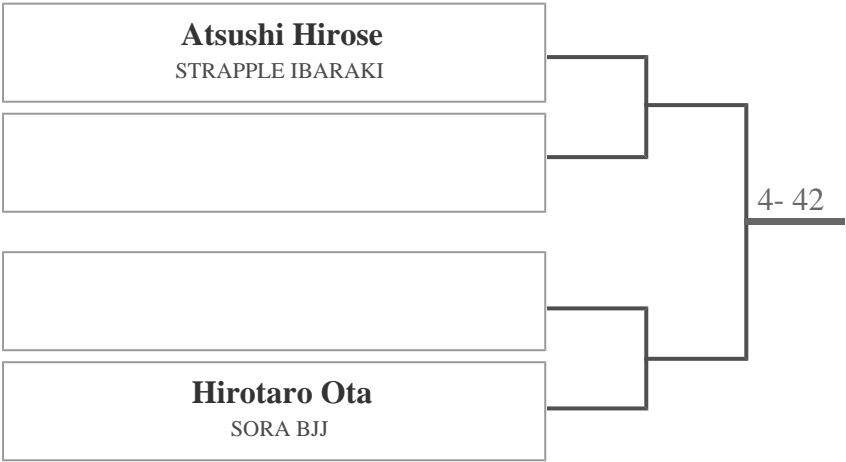 Atsushi Hirose
STRAPPLE IBARAKI
4- 42
Hirotaro Ota
SORA BJJ